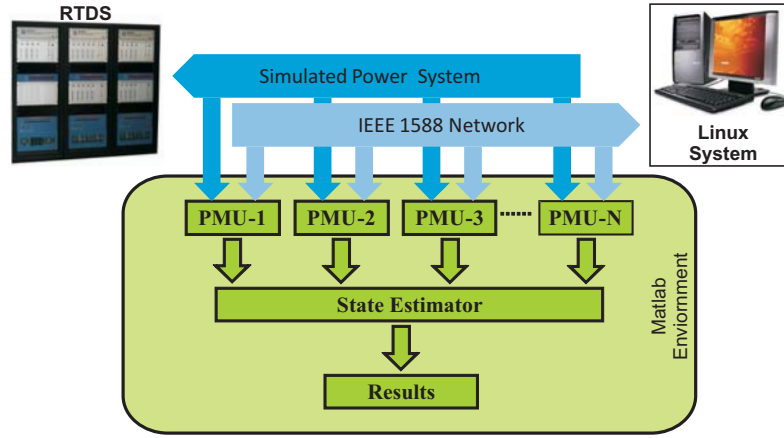 RTDS
Simulated Power System
IEEE 1588 Network
Linux
System
PMU-1
PMU-2
PMU-3
PMU-N
State Estimator
Results
Matlab
Enviornment